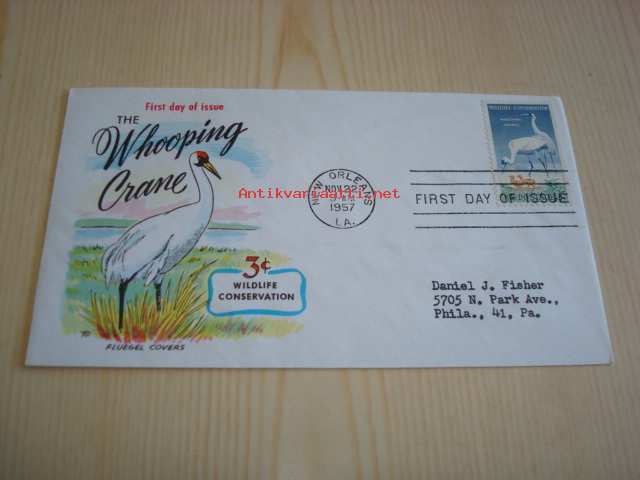 First day of issue
THE
Whooping
Crane
3¢
WILDLIFE
CONSERVATION
FLUEGEL COVERS
NEW ORLEANS
NOV 22
1957
LA.
WILDLIFE CONSERVATION
FIRST DAY OF ISSUE
Antikvariaatti.net
Daniel J. Fisher
5705 N. Park Ave.,
Phila., 41, Pa.